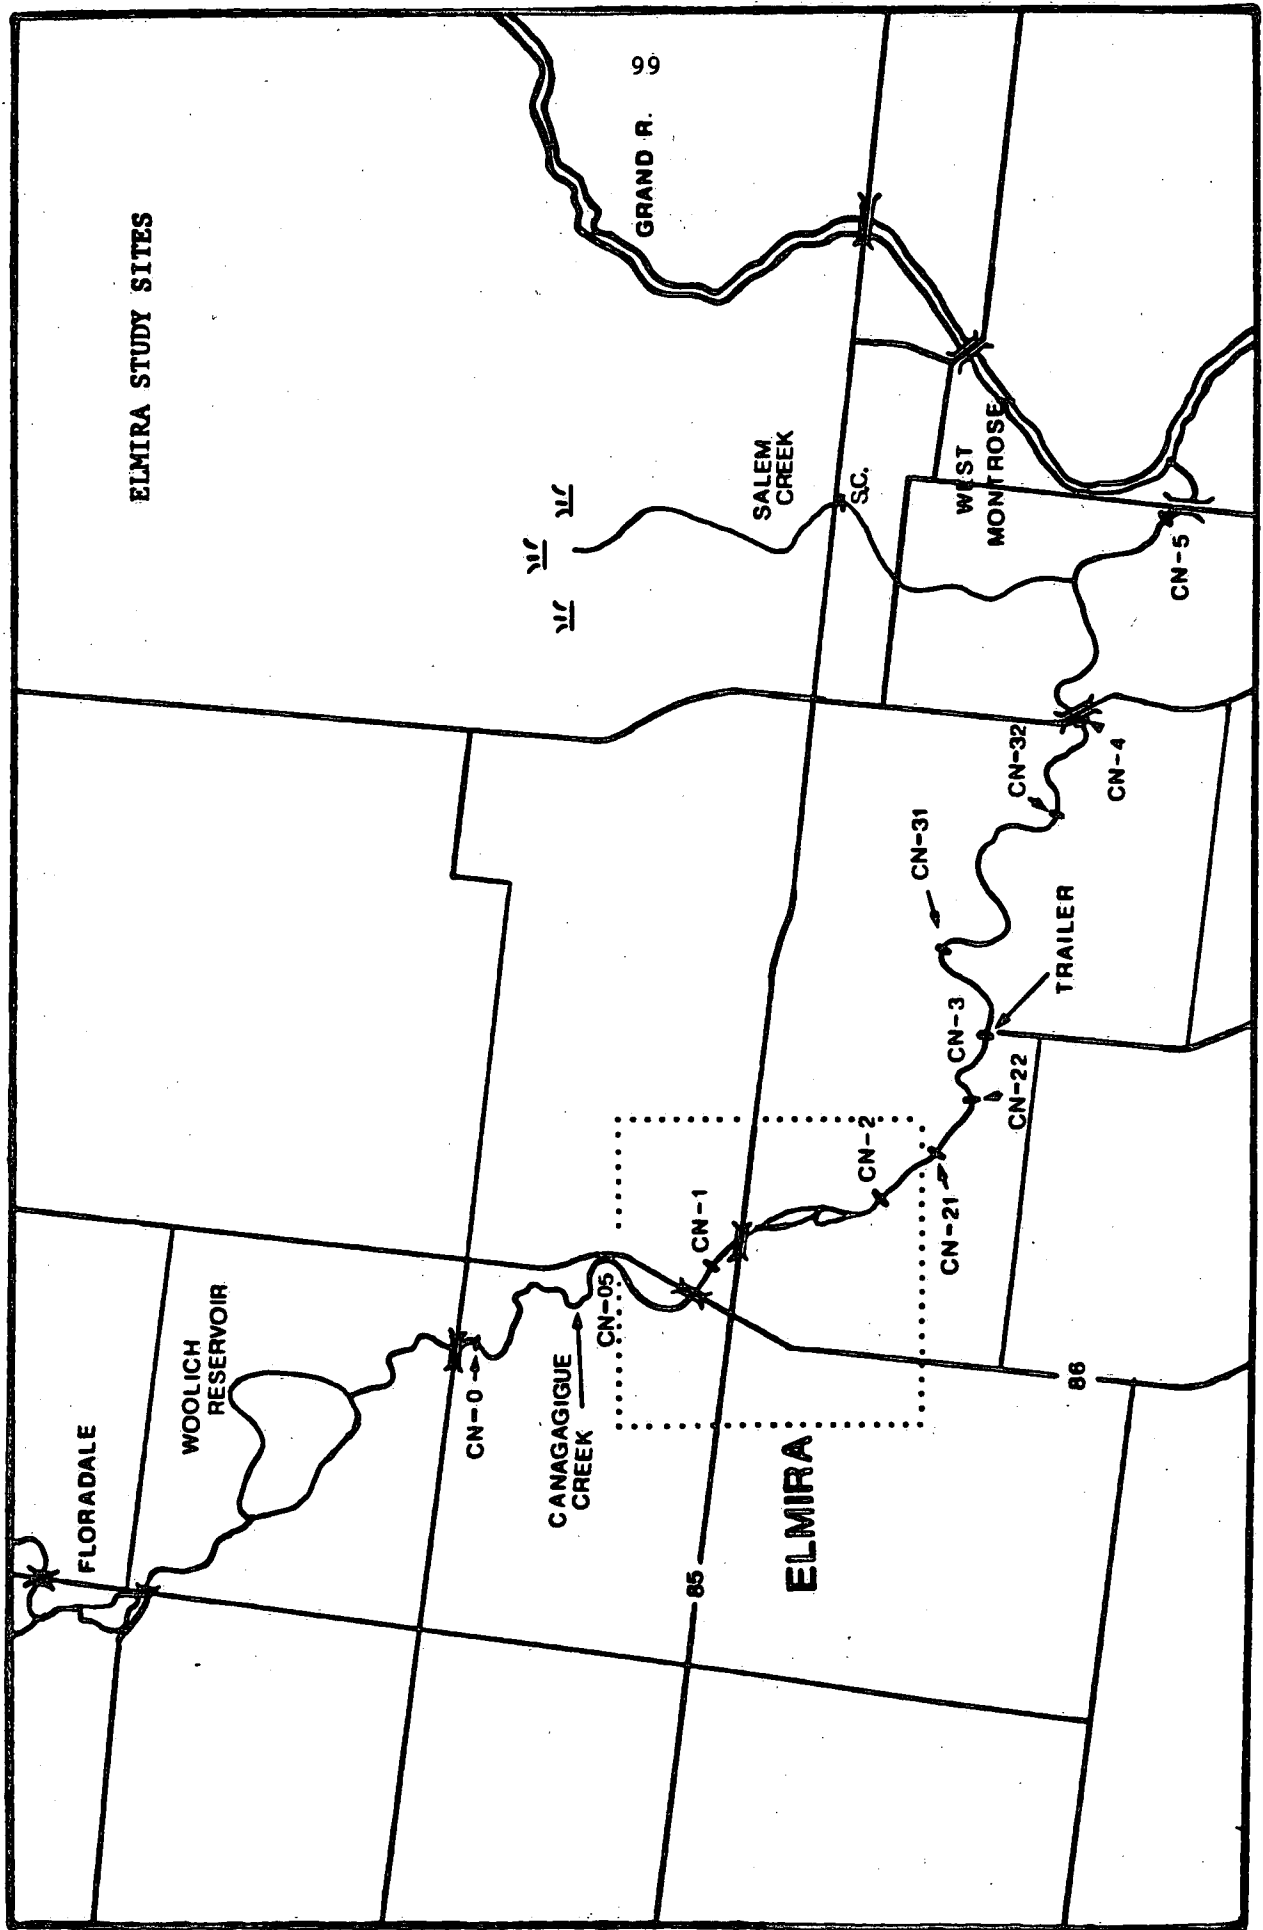 99
ELMIRA STUDY SITES
GRAND R.
SALEM
CREEK
S.C.
WEST
MONTROSE
CN-5
CN-4
CN-32
CN-31
TRAILER
CN-3
CN-22
CN-2
CN-21
CN-1
CN-05
CANAGAGIGUE
CREEK
CN-0
WOOLICH
RESERVOIR
FLORADALE
ELMIRA
85
86